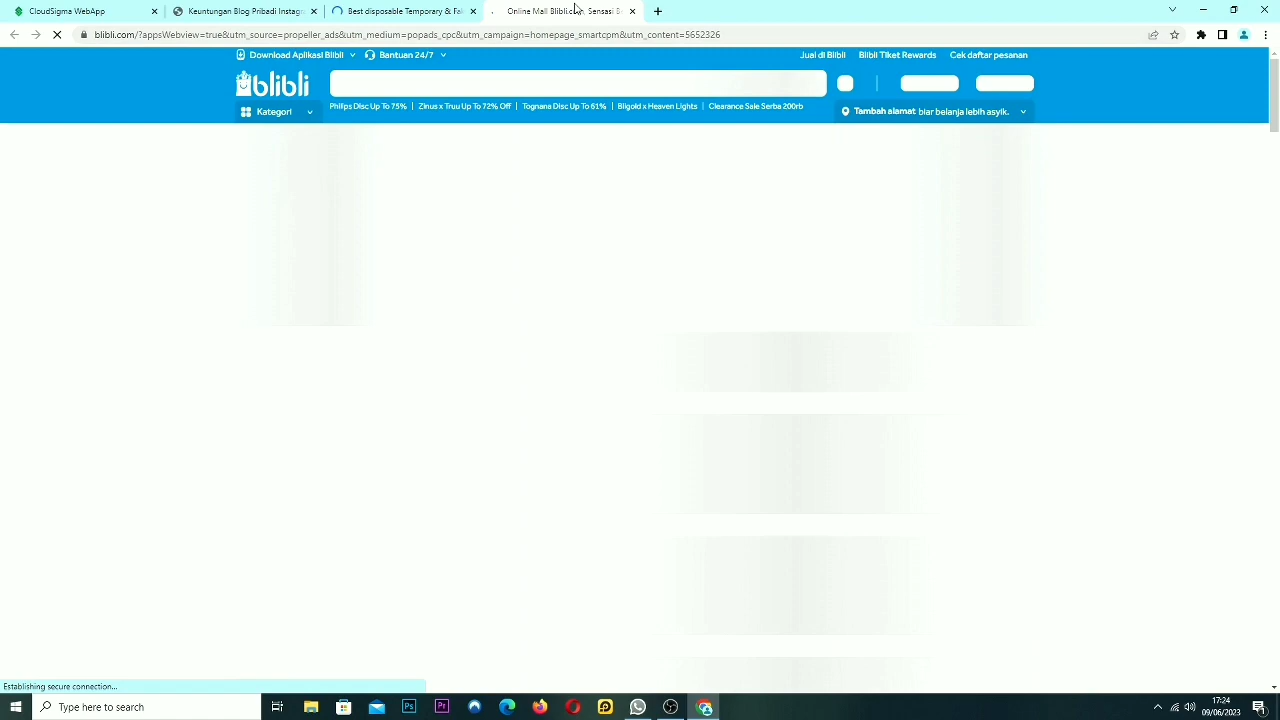 CloudSigma WebApp
Keuntungan Blog Pribadi Instag
Best disposable Temporary & Fak
Online Mall Blibli.c Sensasi B
blibli.com/?appsWebview=true&utm_source=propeller_ads&utm_medium=popads_cpc&utm_campaign=homepage_smartcpm&utm_content=5652326
Download Aplikasi Blibli
Bantuan 24/7
Jual di Blibli
Blibli Tiket Rewards
Cek daftar pesanan
blibli
Kategori
Philips Disc Up To 75%
Zinus x Truu Up To 72% Off
Tognana Disc Up To 61%
Bligold x Heaven Lights
Clearance Sale Serba 200rb
Tambah alamat biar belanja lebih asyik.
Establishing secure connection...
Type here to search
Ps
Pr
17:24
09/06/2023